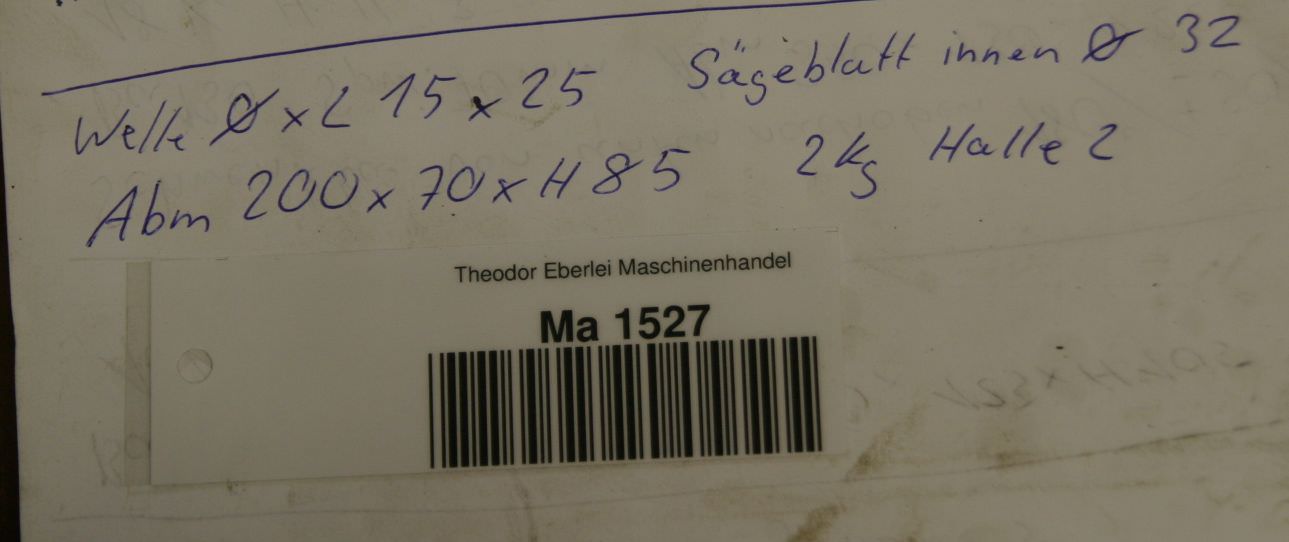 Welle Ø x L 15 x 25 Sägeblatt innen Ø 32
Abm 200 x 70 x H 85 2 kg Halle 2
Theodor Eberlei Maschinenhandel
Ma 1527